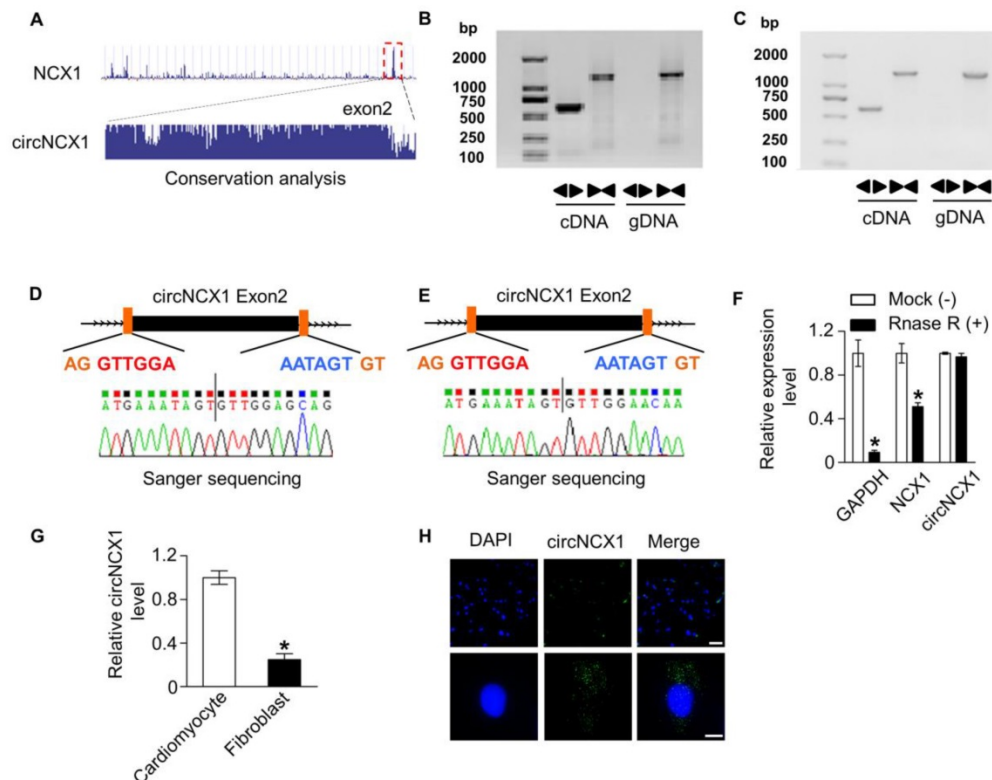 A
NCX1
exon2
circNCX1
Conservation analysis
B
bp
2000
1000
750
500
250
100
cDNA gDNA
C
bp
2000
1000
750
500
250
100
cDNA gDNA
D
circNCX1 Exon2
AG GTTGGA AATAGT GT
ATGAAATAGTGTTGGAGCAG
Sanger sequencing
E
circNCX1 Exon2
AG GTTGGA AATAGT GT
ATGAAATAGTGTTGGAACAA
Sanger sequencing
F
Mock (-)
Rnase R (+)
Relative expression
level
1.2
0.8
0.4
0
*
*
GAPDH
NCX1
circNCX1
G
Relative circNCX1
level
1.2
0.8
0.4
0
*
Cardiomyocyte
Fibroblast
H
DAPI circNCX1 Merge